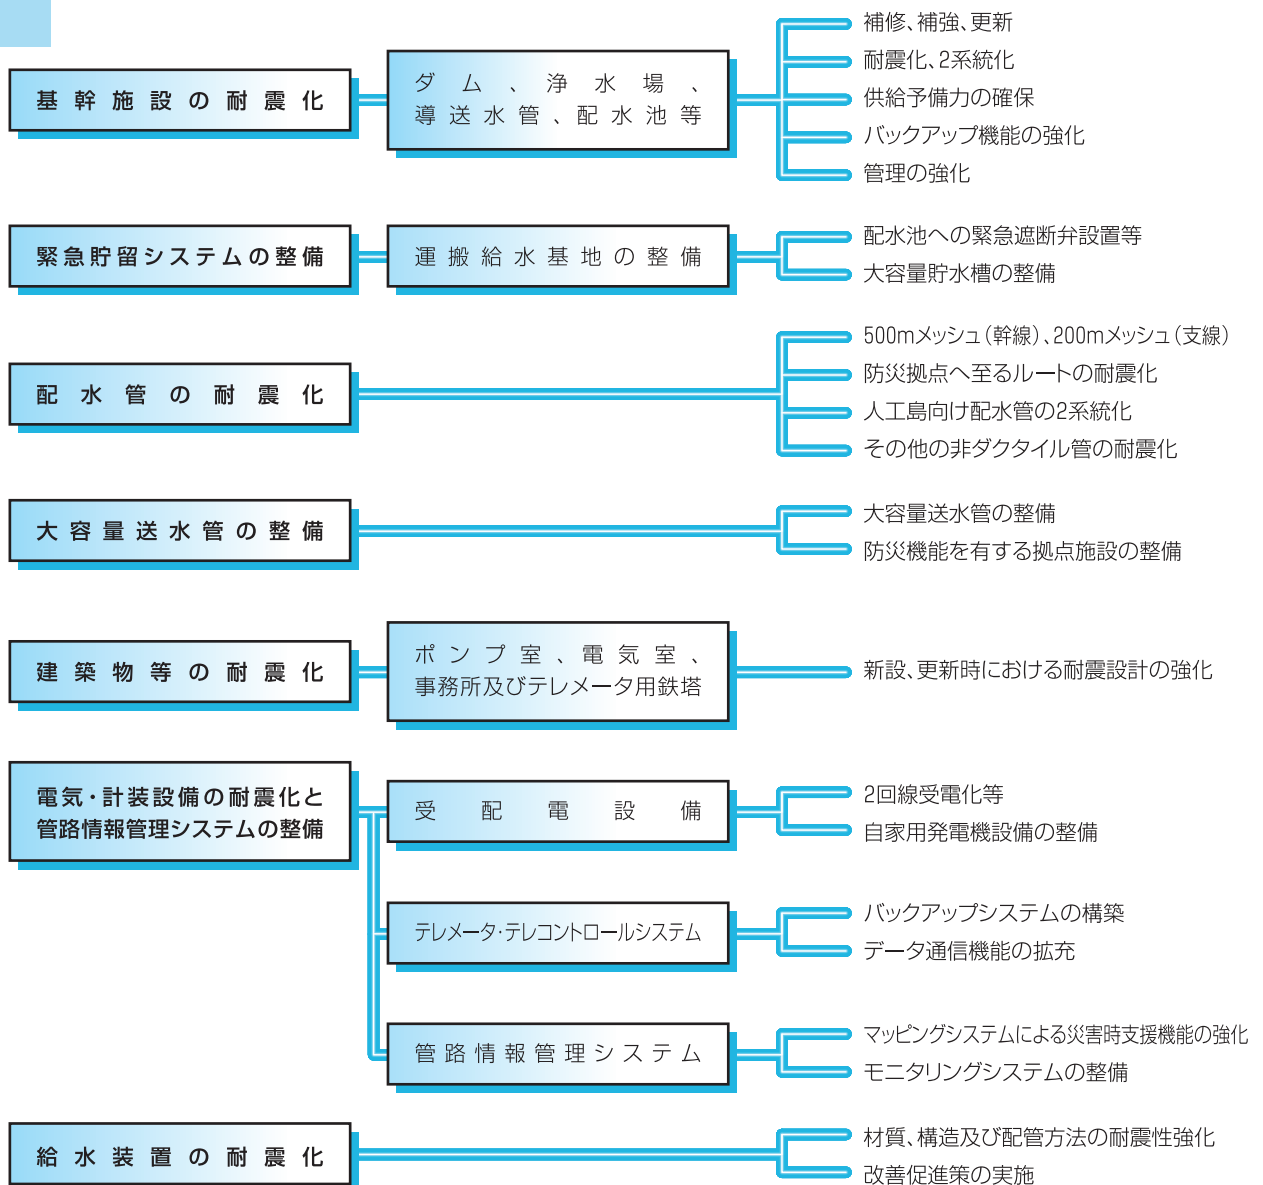 基幹施設の耐震化
ダム、浄水場、
導送水管、配水池等
補修、補強、更新
耐震化、2系統化
供給予備力の確保
バックアップ機能の強化
管理の強化
緊急貯留システムの整備
運搬給水基地の整備
配水池への緊急遮断弁設置等
大容量貯水槽の整備
配水管の耐震化
500mメッシュ(幹線)、200mメッシュ(支線)
防災拠点へ至るルートの耐震化
人工島向け配水管の2系統化
その他の非ダクタイル管の耐震化
大容量送水管の整備
大容量送水管の整備
防災機能を有する拠点施設の整備
建築物等の耐震化
ポンプ室、電気室、
事務所及びテレメータ用鉄塔
新設、更新時における耐震設計の強化
電気・計装設備の耐震化と
管路情報管理システムの整備
受配電設備
2回線受電化等
自家用発電機設備の整備
テレメータ・テレコントロールシステム
バックアップシステムの構築
データ通信機能の拡充
管路情報管理システム
マッピングシステムによる災害時支援機能の強化
モニタリングシステムの整備
給水装置の耐震化
材質、構造及び配管方法の耐震性強化
改善促進策の実施